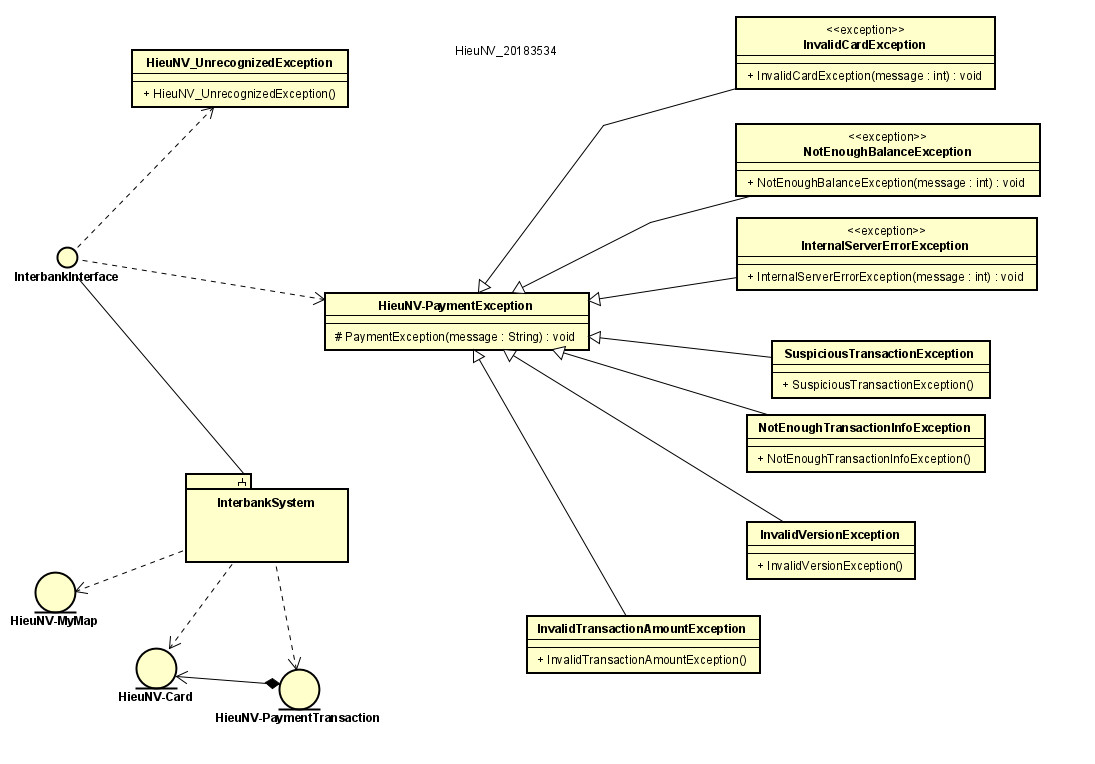 HieuNV_20183534
<<exception>>
InvalidCardException
+ InvalidCardException(message : int) : void
HieuNV_UnrecognizedException
+ HieuNV_UnrecognizedException()
<<exception>>
NotEnoughBalanceException
+ NotEnoughBalanceException(message : int) : void
<<exception>>
InternalServerErrorException
+ InternalServerErrorException(message : int) : void
InterbankInterface
HieuNV-PaymentException
# PaymentException(message : String) : void
SuspiciousTransactionException
+ SuspiciousTransactionException()
NotEnoughTransactionInfoException
+ NotEnoughTransactionInfoException()
InterbankSystem
InvalidVersionException
+ InvalidVersionException()
HieuNV-MyMap
InvalidTransactionAmountException
+ InvalidTransactionAmountException()
HieuNV-Card
HieuNV-PaymentTransaction